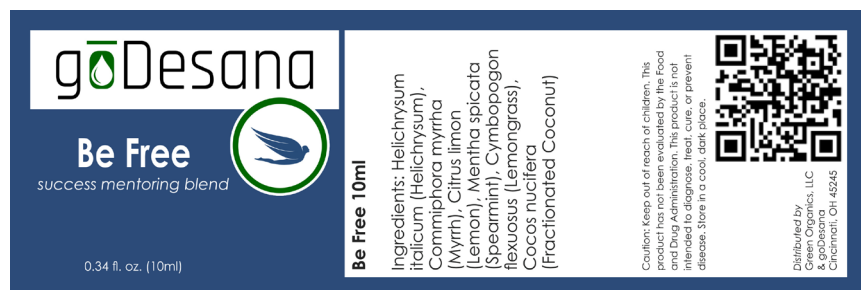 gōDesana
Be Free
success mentoring blend
0.34 fl. oz. (10ml)
Be Free 10ml
Ingredients: Helichrysum
italicum (Helichrysum),
Commiphora myrrha
(Myrrh), Citrus limon
(Lemon), Mentha spicata
(Spearmint), Cymbopogon
flexuosus (Lemongrass),
Cocos nucifera
(Fractionated Coconut)
Caution: Keep out of reach of children. This
product has not been evaluated by the Food
and Drug Administration. This product is not
intended to diagnose, treat, cure, or prevent
disease. Store in a cool, dark place.
Distributed by
Green Organics, LLC
& goDesana
Cincinnati, OH 45245